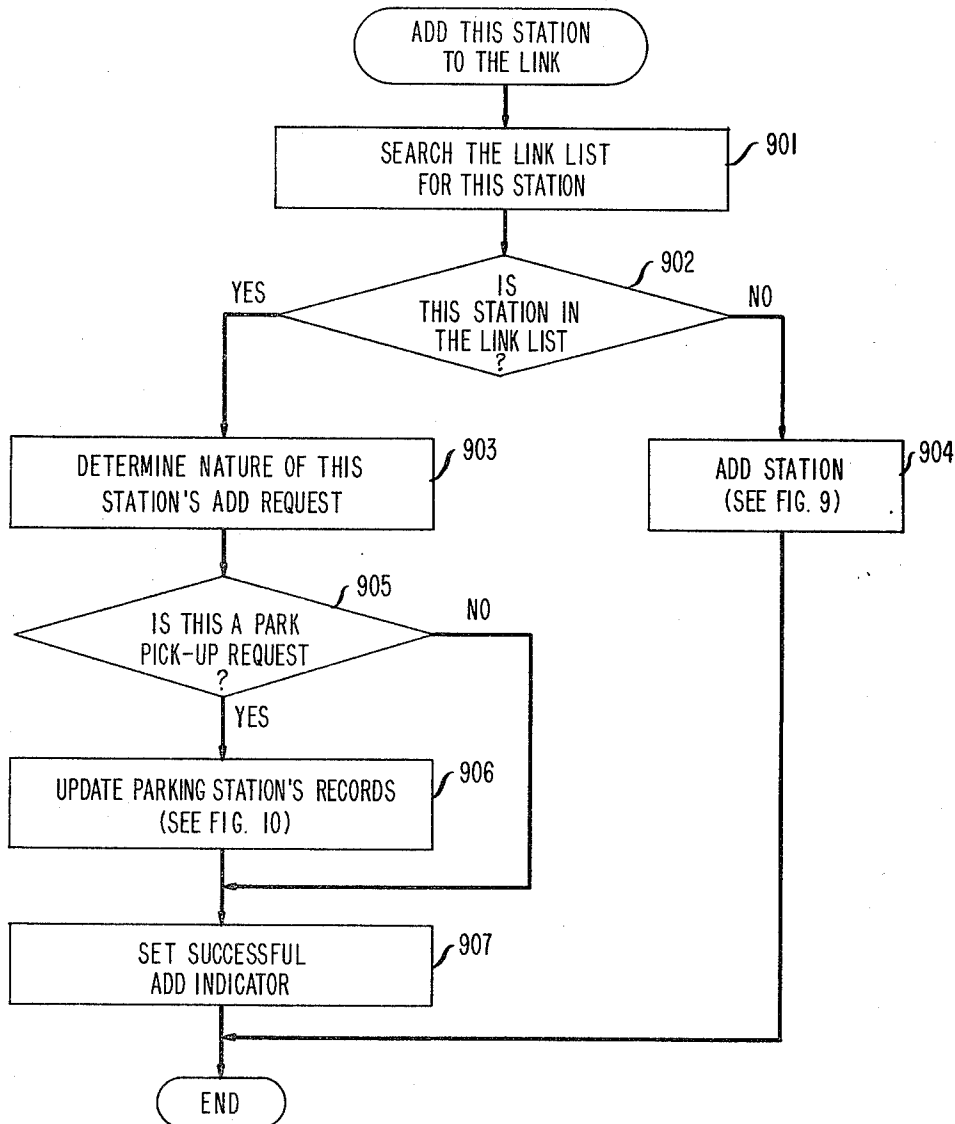 ADD THIS STATION
TO THE LINK
SEARCH THE LINK LIST
FOR THIS STATION
901
IS
THIS STATION IN
THE LINK LIST
?
902
YES
NO
DETERMINE NATURE OF THIS
STATION'S ADD REQUEST
903
ADD STATION
(SEE FIG. 9)
904
IS THIS A PARK
PICK-UP REQUEST
?
905
NO
YES
UPDATE PARKING STATION'S RECORDS
(SEE FIG. 10)
906
SET SUCCESSFUL
ADD INDICATOR
907
END